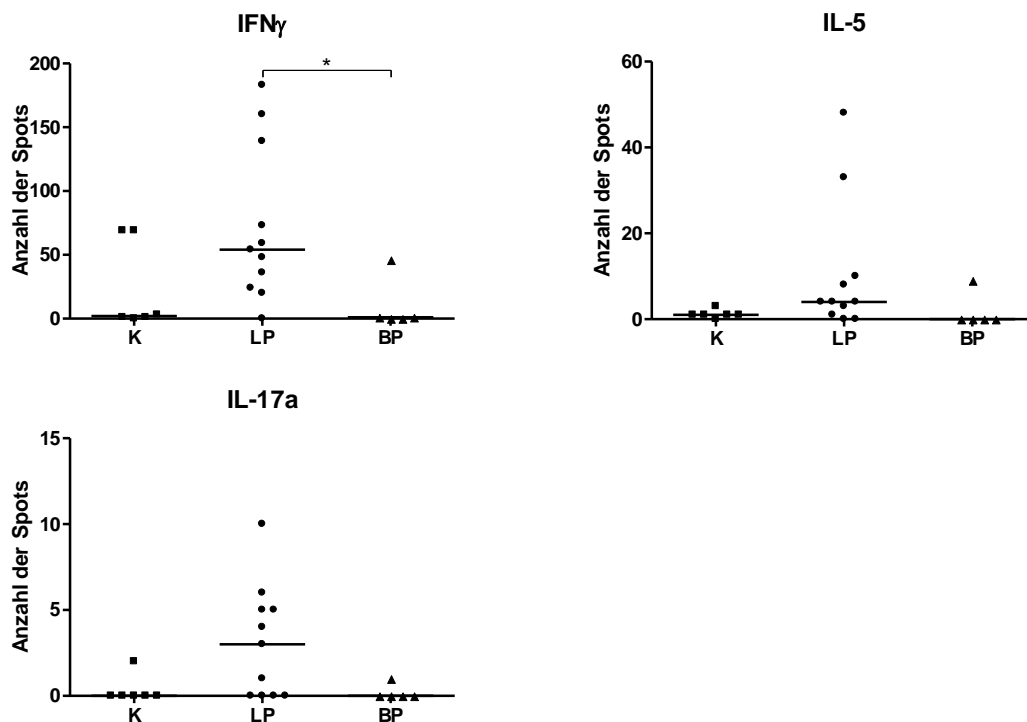 IFNγ
Anzahl der Spots
200
150
100
50
0
*
K LP BP
IL-5
Anzahl der Spots
60
40
20
0
K LP BP
IL-17a
Anzahl der Spots
15
10
5
0
K LP BP